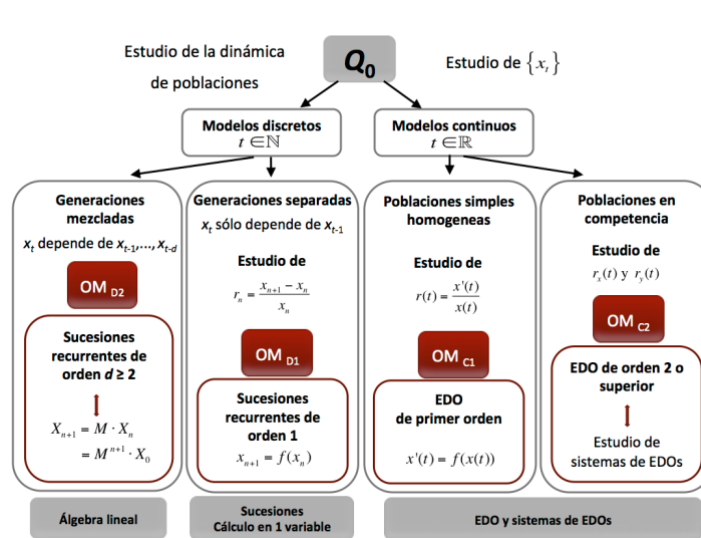 Estudio de la dinámica
de poblaciones
Q₀
Estudio de {xₜ}
Modelos discretos
t ∈ ℕ
Modelos continuos
t ∈ ℝ
Generaciones
mezcladas
xₜ depende de xₜ₋₁,...,x_{t-d}
OM D2
Sucesiones
recurrentes de
orden d ≥ 2
Xₙ₊₁ = M · Xₙ
= Mⁿ⁺¹ · X₀
Álgebra lineal
Generaciones separadas
xₜ sólo depende de xₜ₋₁
Estudio de
rₙ = (xₙ₊₁ − xₙ) / xₙ
OM D1
Sucesiones
recurrentes de
orden 1
xₙ₊₁ = f(xₙ)
Sucesiones
Cálculo en 1 variable
Poblaciones simples
homogeneas
Estudio de
r(t) = x'(t) / x(t)
OM C1
EDO
de primer orden
x'(t) = f(x(t))
Poblaciones en
competencia
Estudio de
rₓ(t) y r_y(t)
OM C2
EDO de orden 2 o
superior
Estudio de
sistemas de EDOs
EDO y sistemas de EDOs